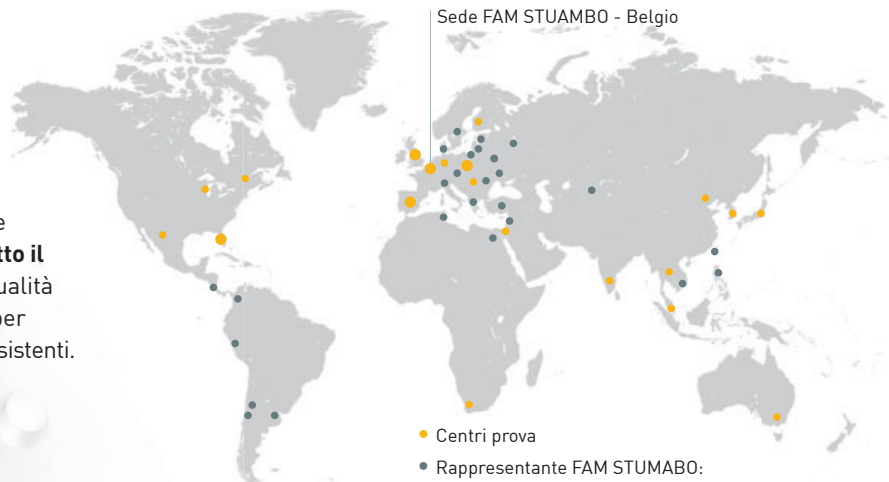 Sede FAM STUAMBO - Belgio
e
tto il
ualità
per
sistenti.
Centri prova
Rappresentante FAM STUMABO: